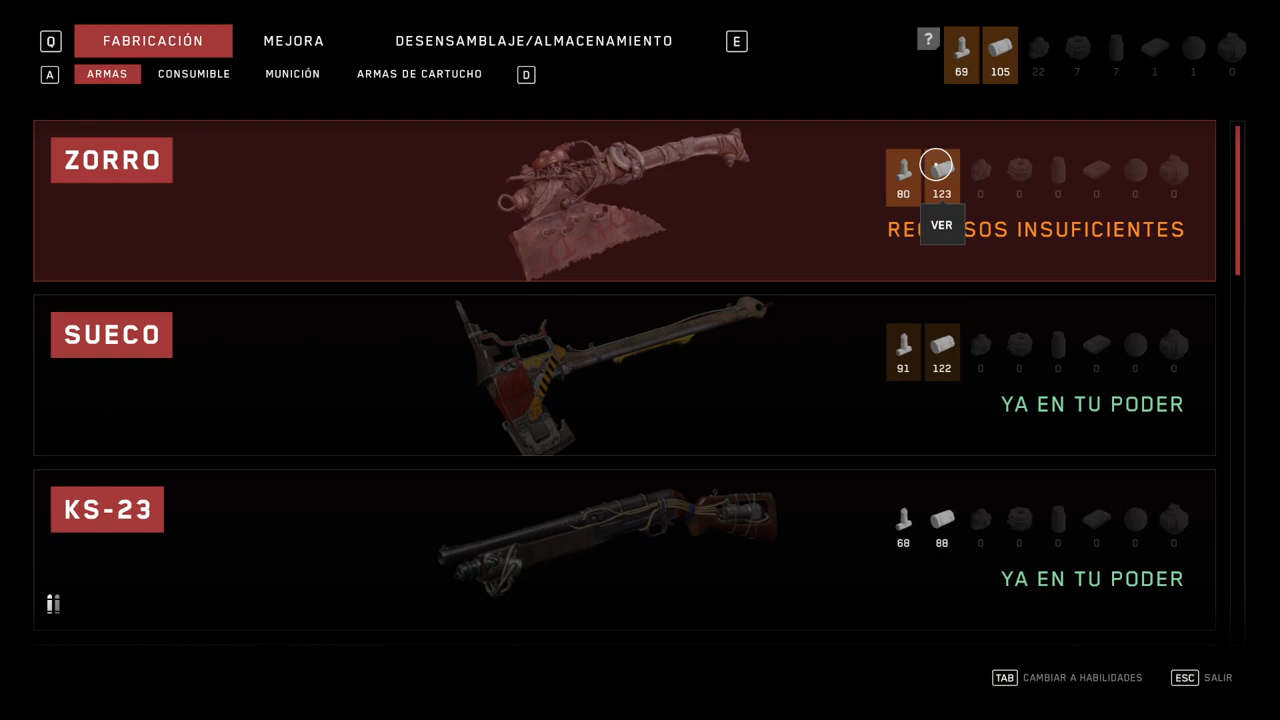 Q FABRICACIÓN MEJORA DESENSAMBLAJE/ALMACENAMIENTO E
A ARMAS CONSUMIBLE MUNICIÓN ARMAS DE CARTUCHO D
?
69 105 22 7 7 1 1 0
ZORRO
80 123 0 0 0 0 0 0
VER
INSUFICIENTES
SUECO
91 122 0 0 0 0 0 0
YA EN TU PODER
KS-23
68 88 0 0 0 0 0 0
YA EN TU PODER
TAB CAMBIAR A HABILIDADES ESC SALIR